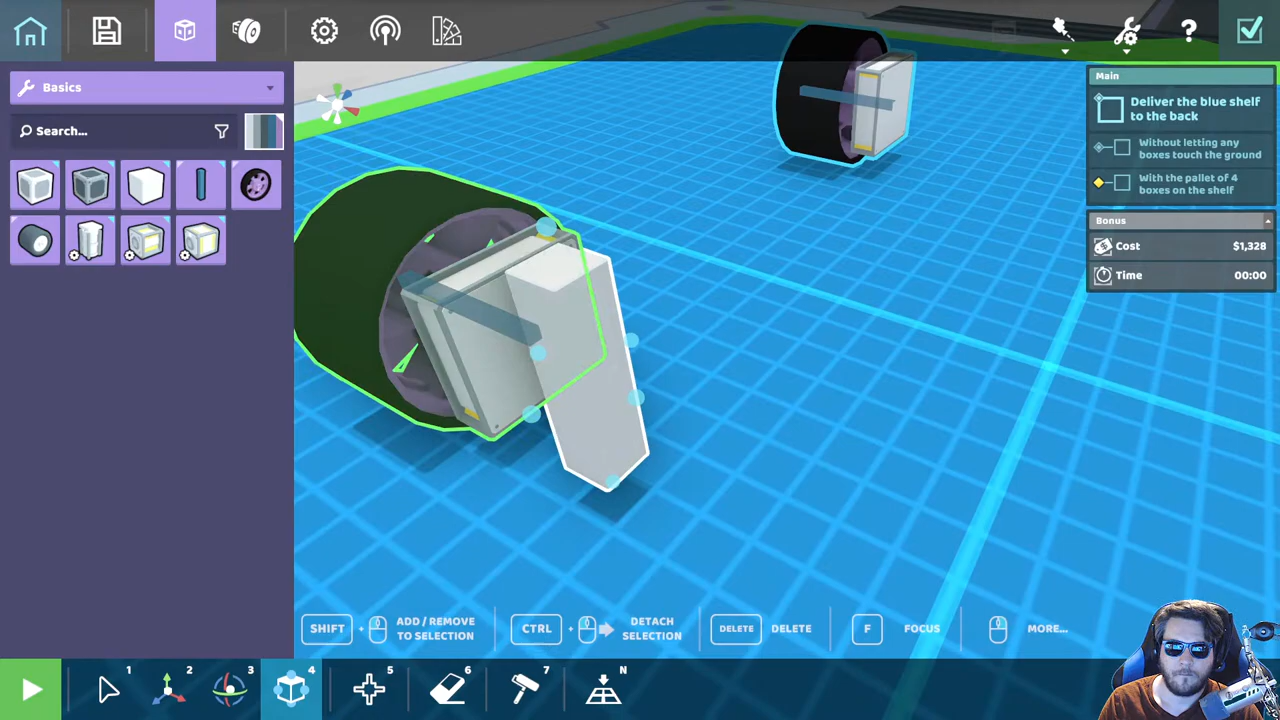 Basics
Search...
Main
Deliver the blue shelf
to the back
Without letting any
boxes touch the ground
With the pallet of 4
boxes on the shelf
Bonus
Cost
$1,328
Time
00:00
SHIFT + ADD / REMOVE
TO SELECTION
CTRL + DETACH
SELECTION
DELETE DELETE
F FOCUS
MORE...
1
2
3
4
5
6
7
N